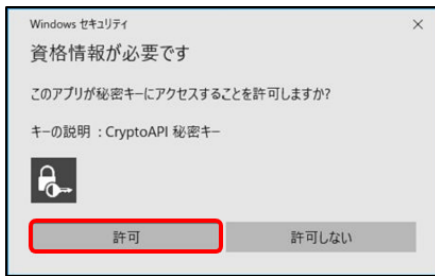 Windows セキュリティ
資格情報が必要です
このアプリが秘密キーにアクセスすることを許可しますか?
キーの説明 : CryptoAPI 秘密キー
許可
許可しない